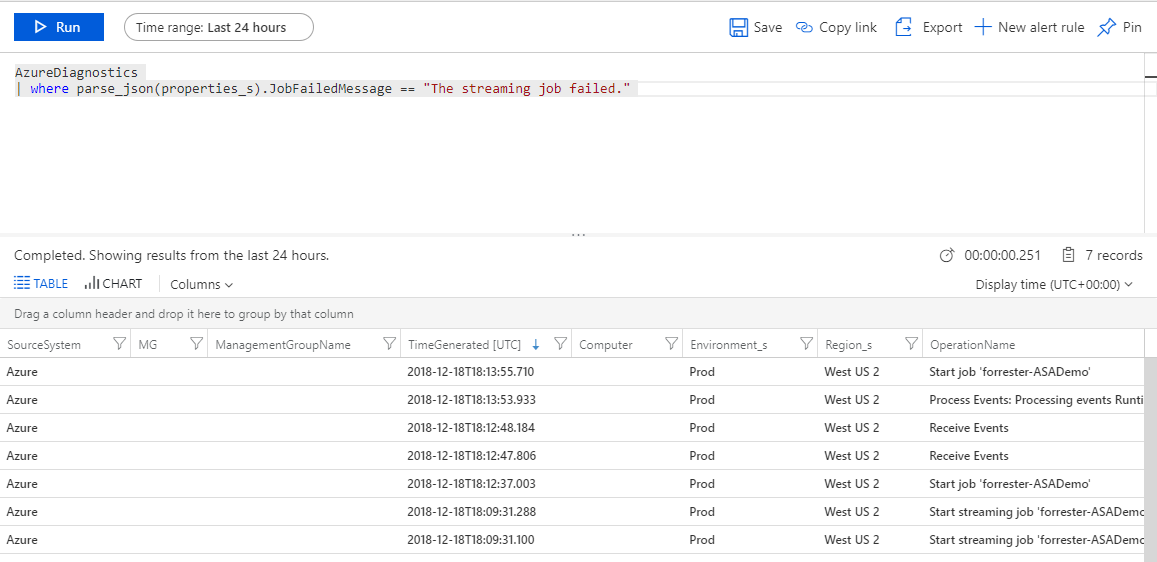 Run Time range: Last 24 hours Save Copy link Export New alert rule Pin
AzureDiagnostics
| where parse_json(properties_s).JobFailedMessage == "The streaming job failed."
Completed. Showing results from the last 24 hours. 00:00:00.251 7 records
TABLE CHART Columns Display time (UTC+00:00)
Drag a column header and drop it here to group by that column
SourceSystem MG ManagementGroupName TimeGenerated [UTC] Computer Environment_s Region_s OperationName
Azure 2018-12-18T18:13:55.710 Prod West US 2 Start job 'forrester-ASADemo'
Azure 2018-12-18T18:13:53.933 Prod West US 2 Process Events: Processing events Runti
Azure 2018-12-18T18:12:48.184 Prod West US 2 Receive Events
Azure 2018-12-18T18:12:47.806 Prod West US 2 Receive Events
Azure 2018-12-18T18:12:37.003 Prod West US 2 Start job 'forrester-ASADemo'
Azure 2018-12-18T18:09:31.288 Prod West US 2 Start streaming job 'forrester-ASADemo
Azure 2018-12-18T18:09:31.100 Prod West US 2 Start streaming job 'forrester-ASADemo